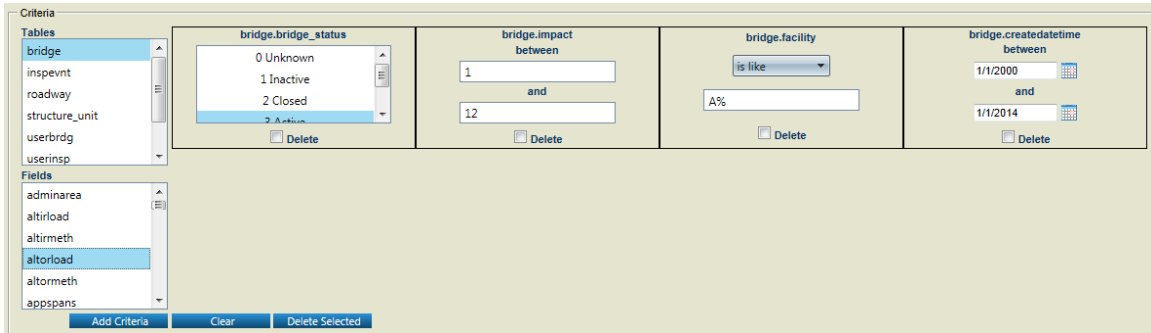 Criteria
Tables
bridge
inspevnt
roadway
structure_unit
userbrdg
userinsp
Fields
adminarea
altirload
altirmeth
altorload
altormeth
appspans
bridge.bridge_status
0 Unknown
1 Inactive
2 Closed
3 Active
Delete
bridge.impact
between
1
and
12
Delete
bridge.facility
is like
A%
Delete
bridge.createdatetime
between
1/1/2000
and
1/1/2014
Delete
Add Criteria
Clear
Delete Selected